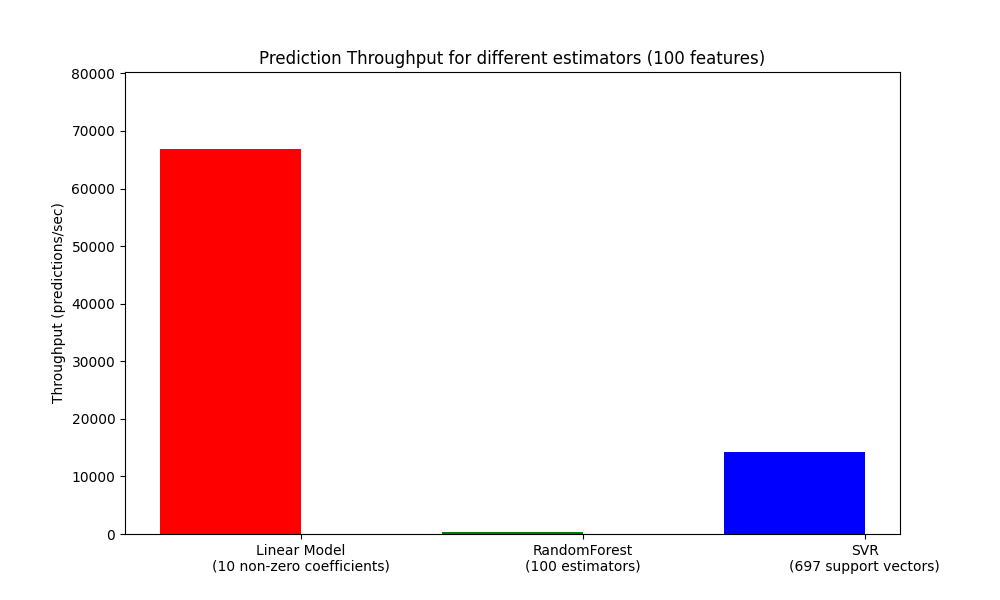 Prediction Throughput for different estimators (100 features)
Throughput (predictions/sec)
80000
70000
60000
50000
40000
30000
20000
10000
0
Linear Model
(10 non-zero coefficients)
RandomForest
(100 estimators)
SVR
(697 support vectors)